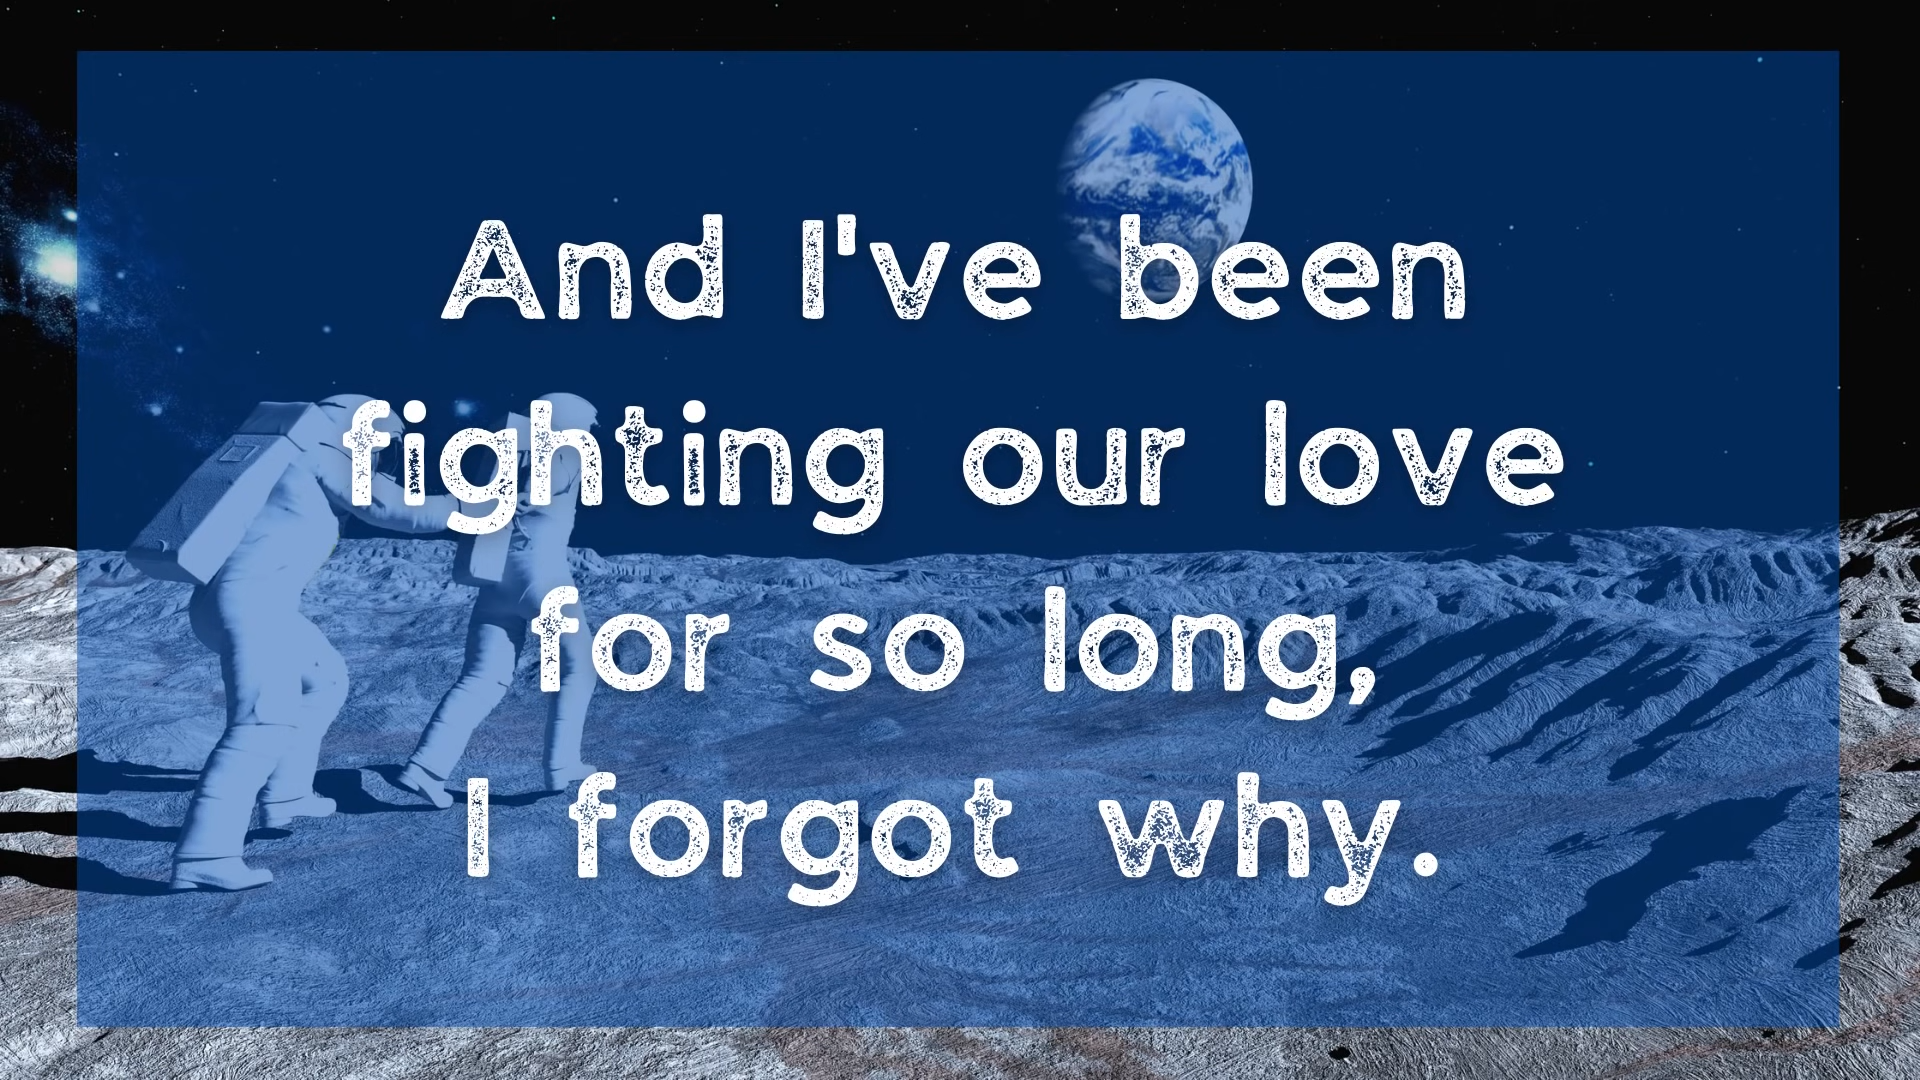 And I've been
fighting our love
for so long,
I forgot why.